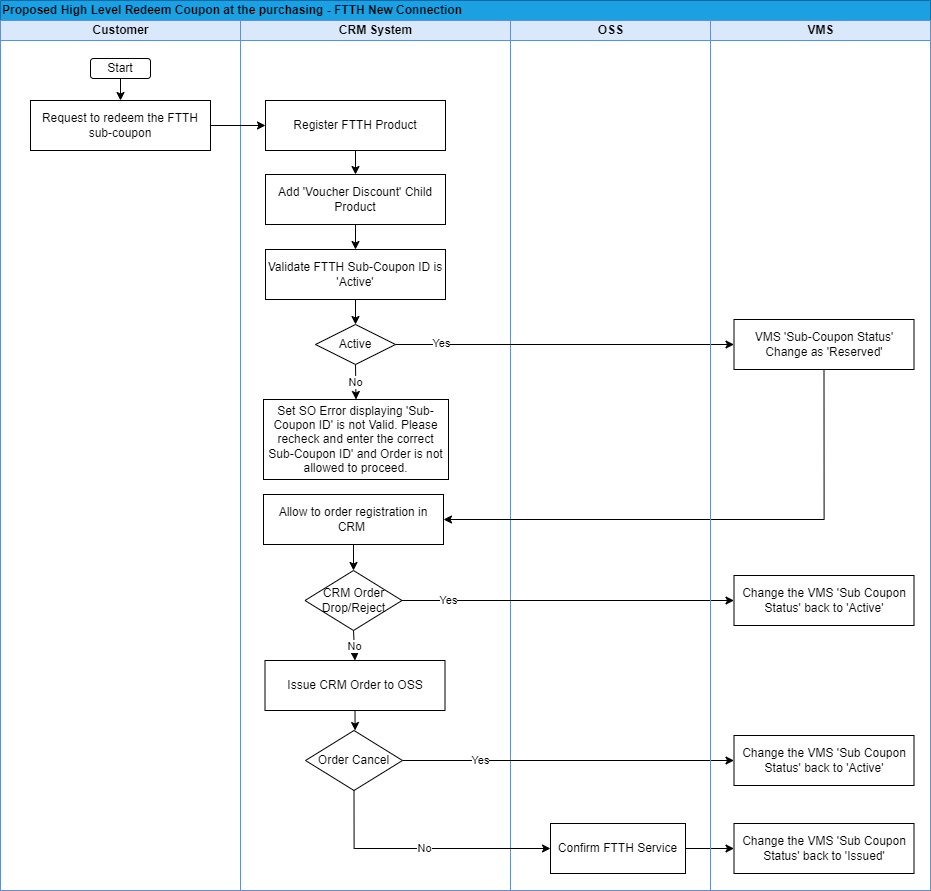 Proposed High Level Redeem Coupon at the purchasing - FTTH New Connection
Customer
CRM System
OSS
VMS
Start
Request to redeem the FTTH
sub-coupon
Register FTTH Product
Add 'Voucher Discount' Child
Product
Validate FTTH Sub-Coupon ID is
'Active'
Active
Yes
VMS 'Sub-Coupon Status'
Change as 'Reserved'
No
Set SO Error displaying 'Sub-
Coupon ID' is not Valid. Please
recheck and enter the correct
Sub-Coupon ID' and Order is not
allowed to proceed.
Allow to order registration in
CRM
CRM Order
Drop/Reject
Yes
Change the VMS 'Sub Coupon
Status' back to 'Active'
No
Issue CRM Order to OSS
Order Cancel
Yes
Change the VMS 'Sub Coupon
Status' back to 'Active'
No
Confirm FTTH Service
Change the VMS 'Sub Coupon
Status' back to 'Issued'